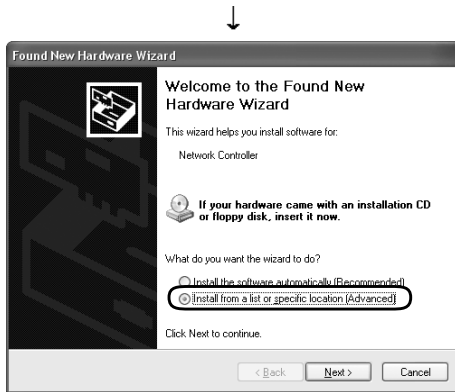 Found New Hardware Wizard
Welcome to the Found New
Hardware Wizard
This wizard helps you install software for:
Network Controller
If your hardware came with an installation CD
or floppy disk, insert it now.
What do you want the wizard to do?
Install the software automatically (Recommended)
Install from a list or specific location (Advanced)
Click Next to continue.
< Back
Next >
Cancel